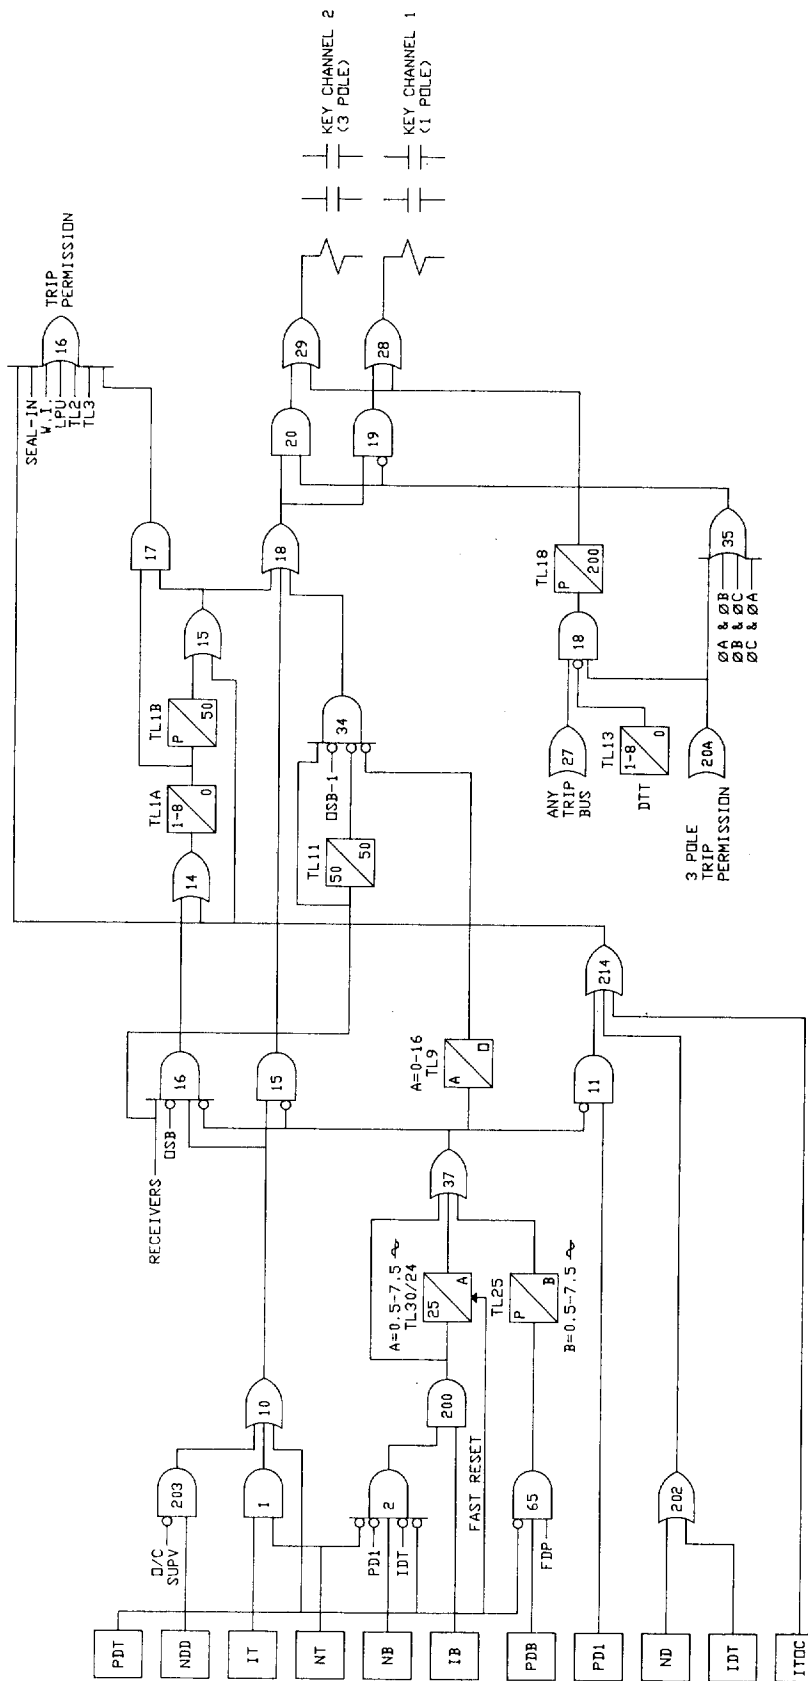 KEY CHANNEL 2
(3 POLE)
KEY CHANNEL 1
(1 POLE)
TRIP
PERMISSION
16
SEAL-IN
W.I.
LPU
TL2
TL3
29
28
20
19
17
18
15
TL18
P
200
35
ØA & ØB
ØB & ØC
ØC & ØA
TL1B
P
50
34
18
TL1A
1-8
0
OSB-1
27
ANY
TRIP
BUS
TL13
1-8
0
DTT
20A
3 POLE
TRIP
PERMISSION
14
TL11
50
50
214
16
15
A=0-16
TL9
A
0
11
RECEIVERS
OSB
37
A=0.5-7.5
TL30/24
25
A
TL25
P
B
B=0.5-7.5
10
200
FAST RESET
203
1
2
65
202
O/C
SUPV
PD1
IDT
FDP
PDT
NDD
IT
NT
NB
IB
PDB
PD1
ND
IDT
ITOC